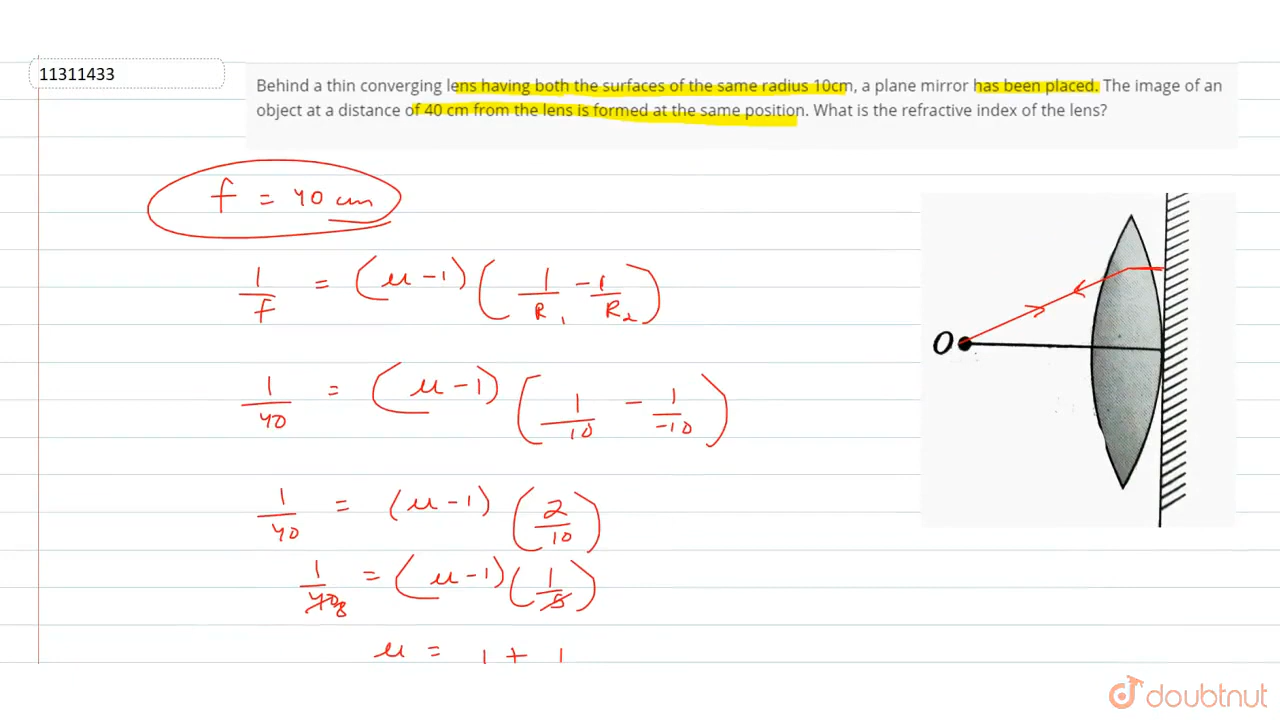 11311433
Behind a thin converging lens having both the surfaces of the same radius 10cm, a plane mirror has been placed. The image of an
object at a distance of 40 cm from the lens is formed at the same position. What is the refractive index of the lens?
f = 40 cm
1/f = (μ-1) (1/R₁ - 1/R₂)
1/40 = (μ-1) (1/10 - 1/-10)
1/40 = (μ-1) (2/10)
1/40 8 = (μ-1) (1/5)
μ = 1 + 1
O
doubtnut